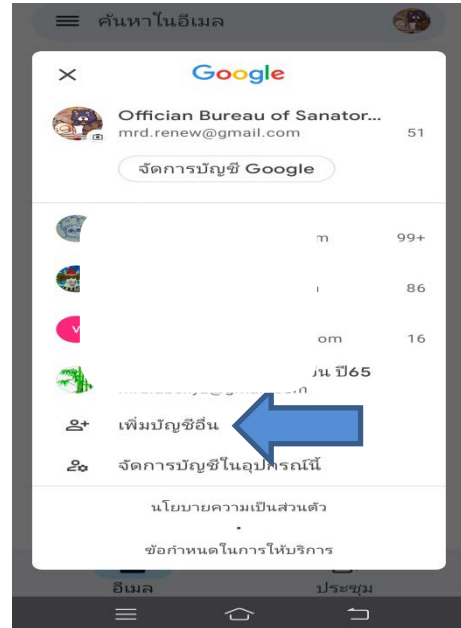 ค้นหาในอีเมล
Google
Offician Bureau of Sanator...
mrd.renew@gmail.com
51
จัดการบัญชี Google
m
99+
86
V
om
16
ปี65
เพิ่มบัญชีอื่น
จัดการบัญชีในอุปกรณ์นี้
นโยบายความเป็นส่วนตัว
•
ข้อกำหนดในการให้บริการ
อีเมล
ประชุม